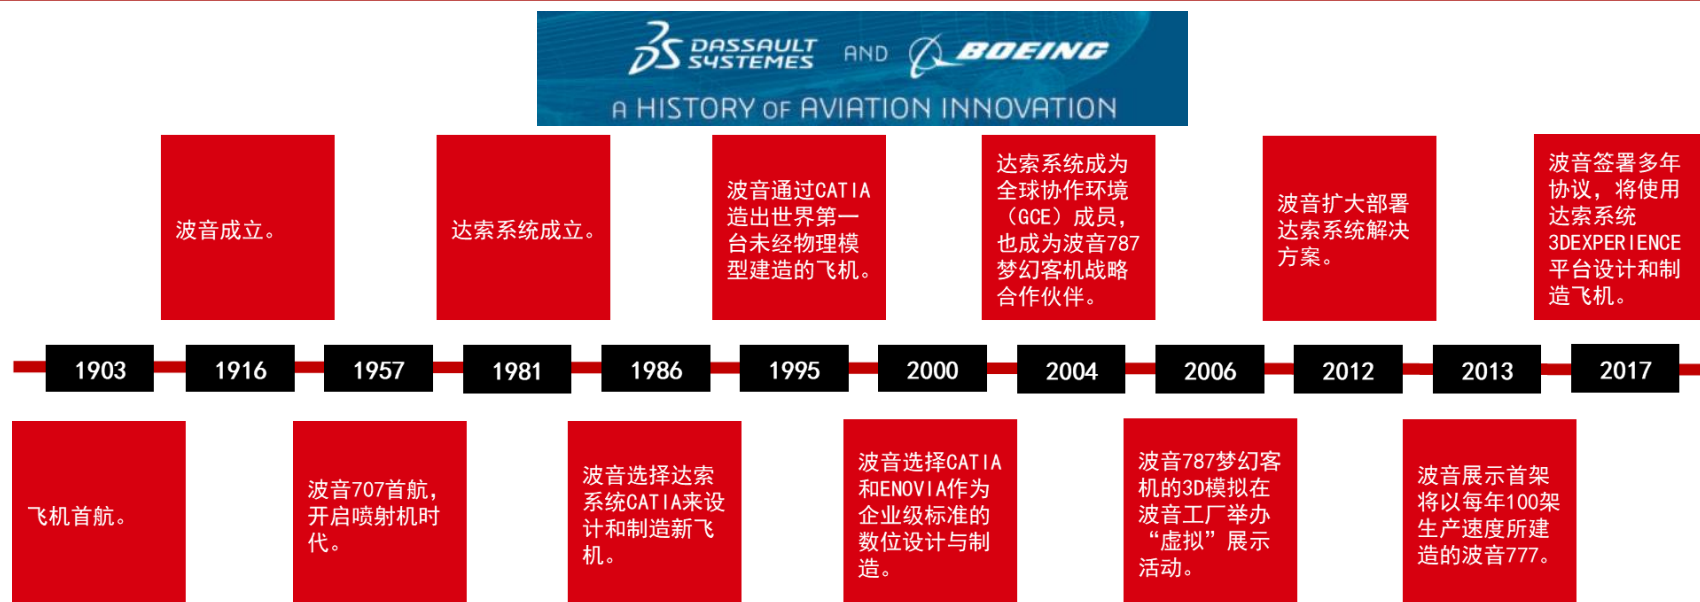 DASSAULT
SYSTEMES
AND
BOEING
A HISTORY OF AVIATION INNOVATION
波音成立。
达索系统成立。
波音通过CATIA
造出世界第一
台未经物理模
型建造的飞机。
达索系统成为
全球协作环境
（GCE）成员，
也成为波音787
梦幻客机战略
合作伙伴。
波音扩大部署
达索系统解决
方案。
波音签署多年
协议，将使用
达索系统
3DEXPERIENCE
平台设计和制
造飞机。
1903
1916
1957
1981
1986
1995
2000
2004
2006
2012
2013
2017
飞机首航。
波音707首航，
开启喷射机时
代。
波音选择达索
系统CATIA来设
计和制造新飞
机。
波音选择CATIA
和ENOVIA作为
企业级标准的
数位设计与制
造。
波音787梦幻客
机的3D模拟在
波音工厂举办
“虚拟”展示
活动。
波音展示首架
将以每年100架
生产速度所建
造的波音777。